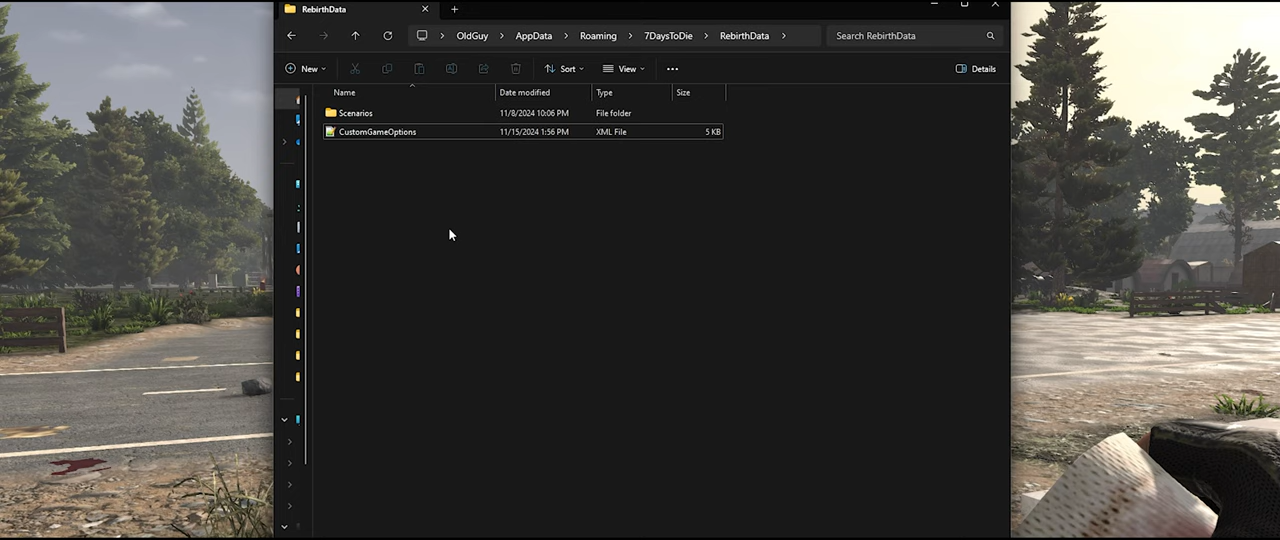 RebirthData
OldGuy > AppData > Roaming > 7DaysToDie > RebirthData >
Search RebirthData
New
Sort
View
Details
Name Date modified Type Size
Scenarios 11/8/2024 10:06 PM File folder
CustomGameOptions 11/15/2024 1:56 PM XML File 5 KB